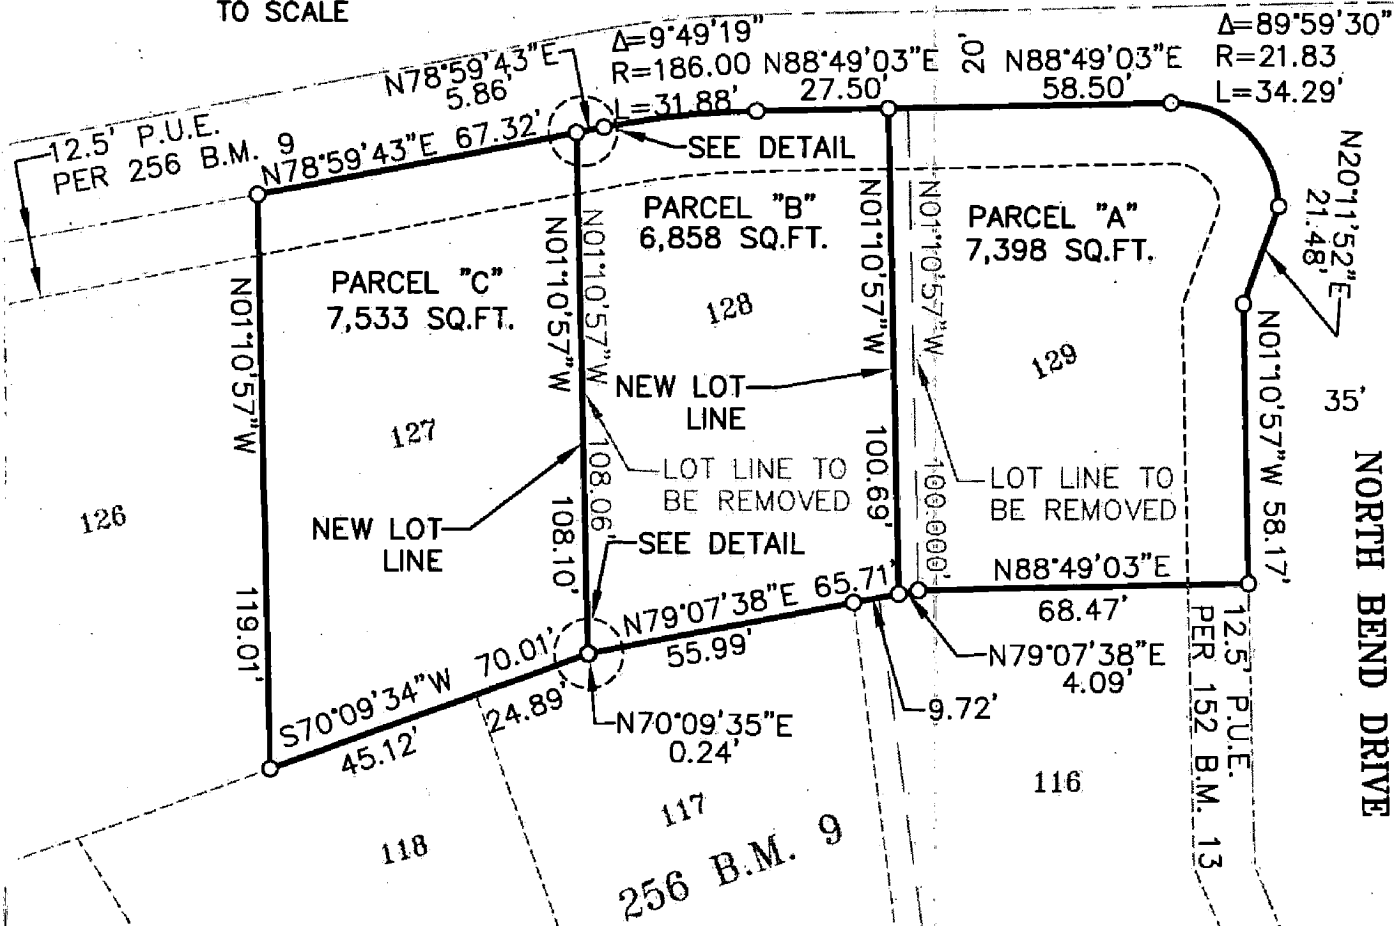 TO SCALE
N78°59'43"E
5.86'
Δ=9°49'19"
R=186.00
L=31.88'
N88°49'03"E
27.50'
20'
N88°49'03"E
58.50'
Δ=89°59'30"
R=21.83
L=34.29'
12.5' P.U.E.
PER 256 B.M. 9
N78°59'43"E 67.32'
SEE DETAIL
N20°11'52"E
21.48'
PARCEL "C"
7,533 SQ.FT.
PARCEL "B"
6,858 SQ.FT.
PARCEL "A"
7,398 SQ.FT.
N01°10'57"W
119.01'
N01°10'57"W
108.10'
N01°10'57"W
108.06'
N01°10'57"W
100.69'
N01°10'57"W
100.000'
N01°10'57"W 58.17'
126
127
128
129
35'
NEW LOT
LINE
NEW LOT
LINE
LOT LINE TO
BE REMOVED
LOT LINE TO
BE REMOVED
SEE DETAIL
NORTH BEND DRIVE
S70°09'34"W 70.01'
45.12'
24.89'
N79°07'38"E 65.71'
55.99'
N88°49'03"E
68.47'
N79°07'38"E
4.09'
9.72'
N70°09'35"E
0.24'
12.5' P.U.E.
PER 152 B.M. 13
116
117
118
256 B.M. 9